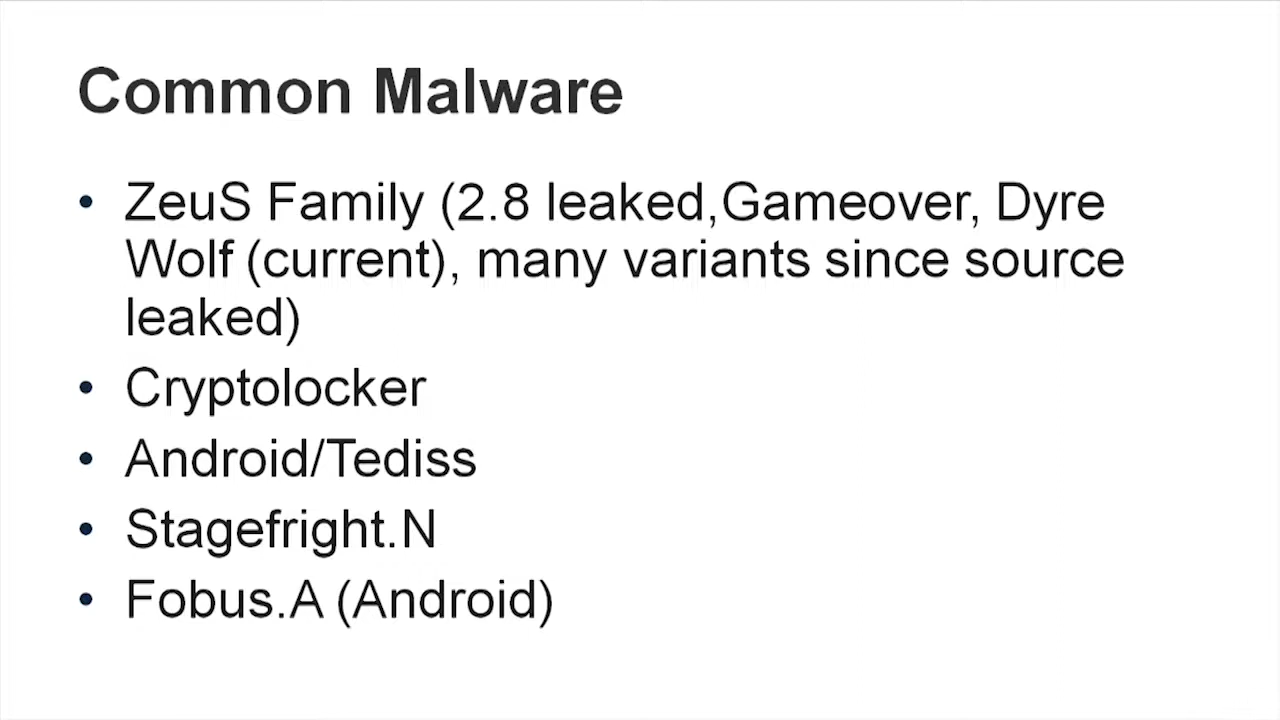 Common Malware
• ZeuS Family (2.8 leaked,Gameover, Dyre
Wolf (current), many variants since source
leaked)
• Cryptolocker
• Android/Tediss
• Stagefright.N
• Fobus.A (Android)